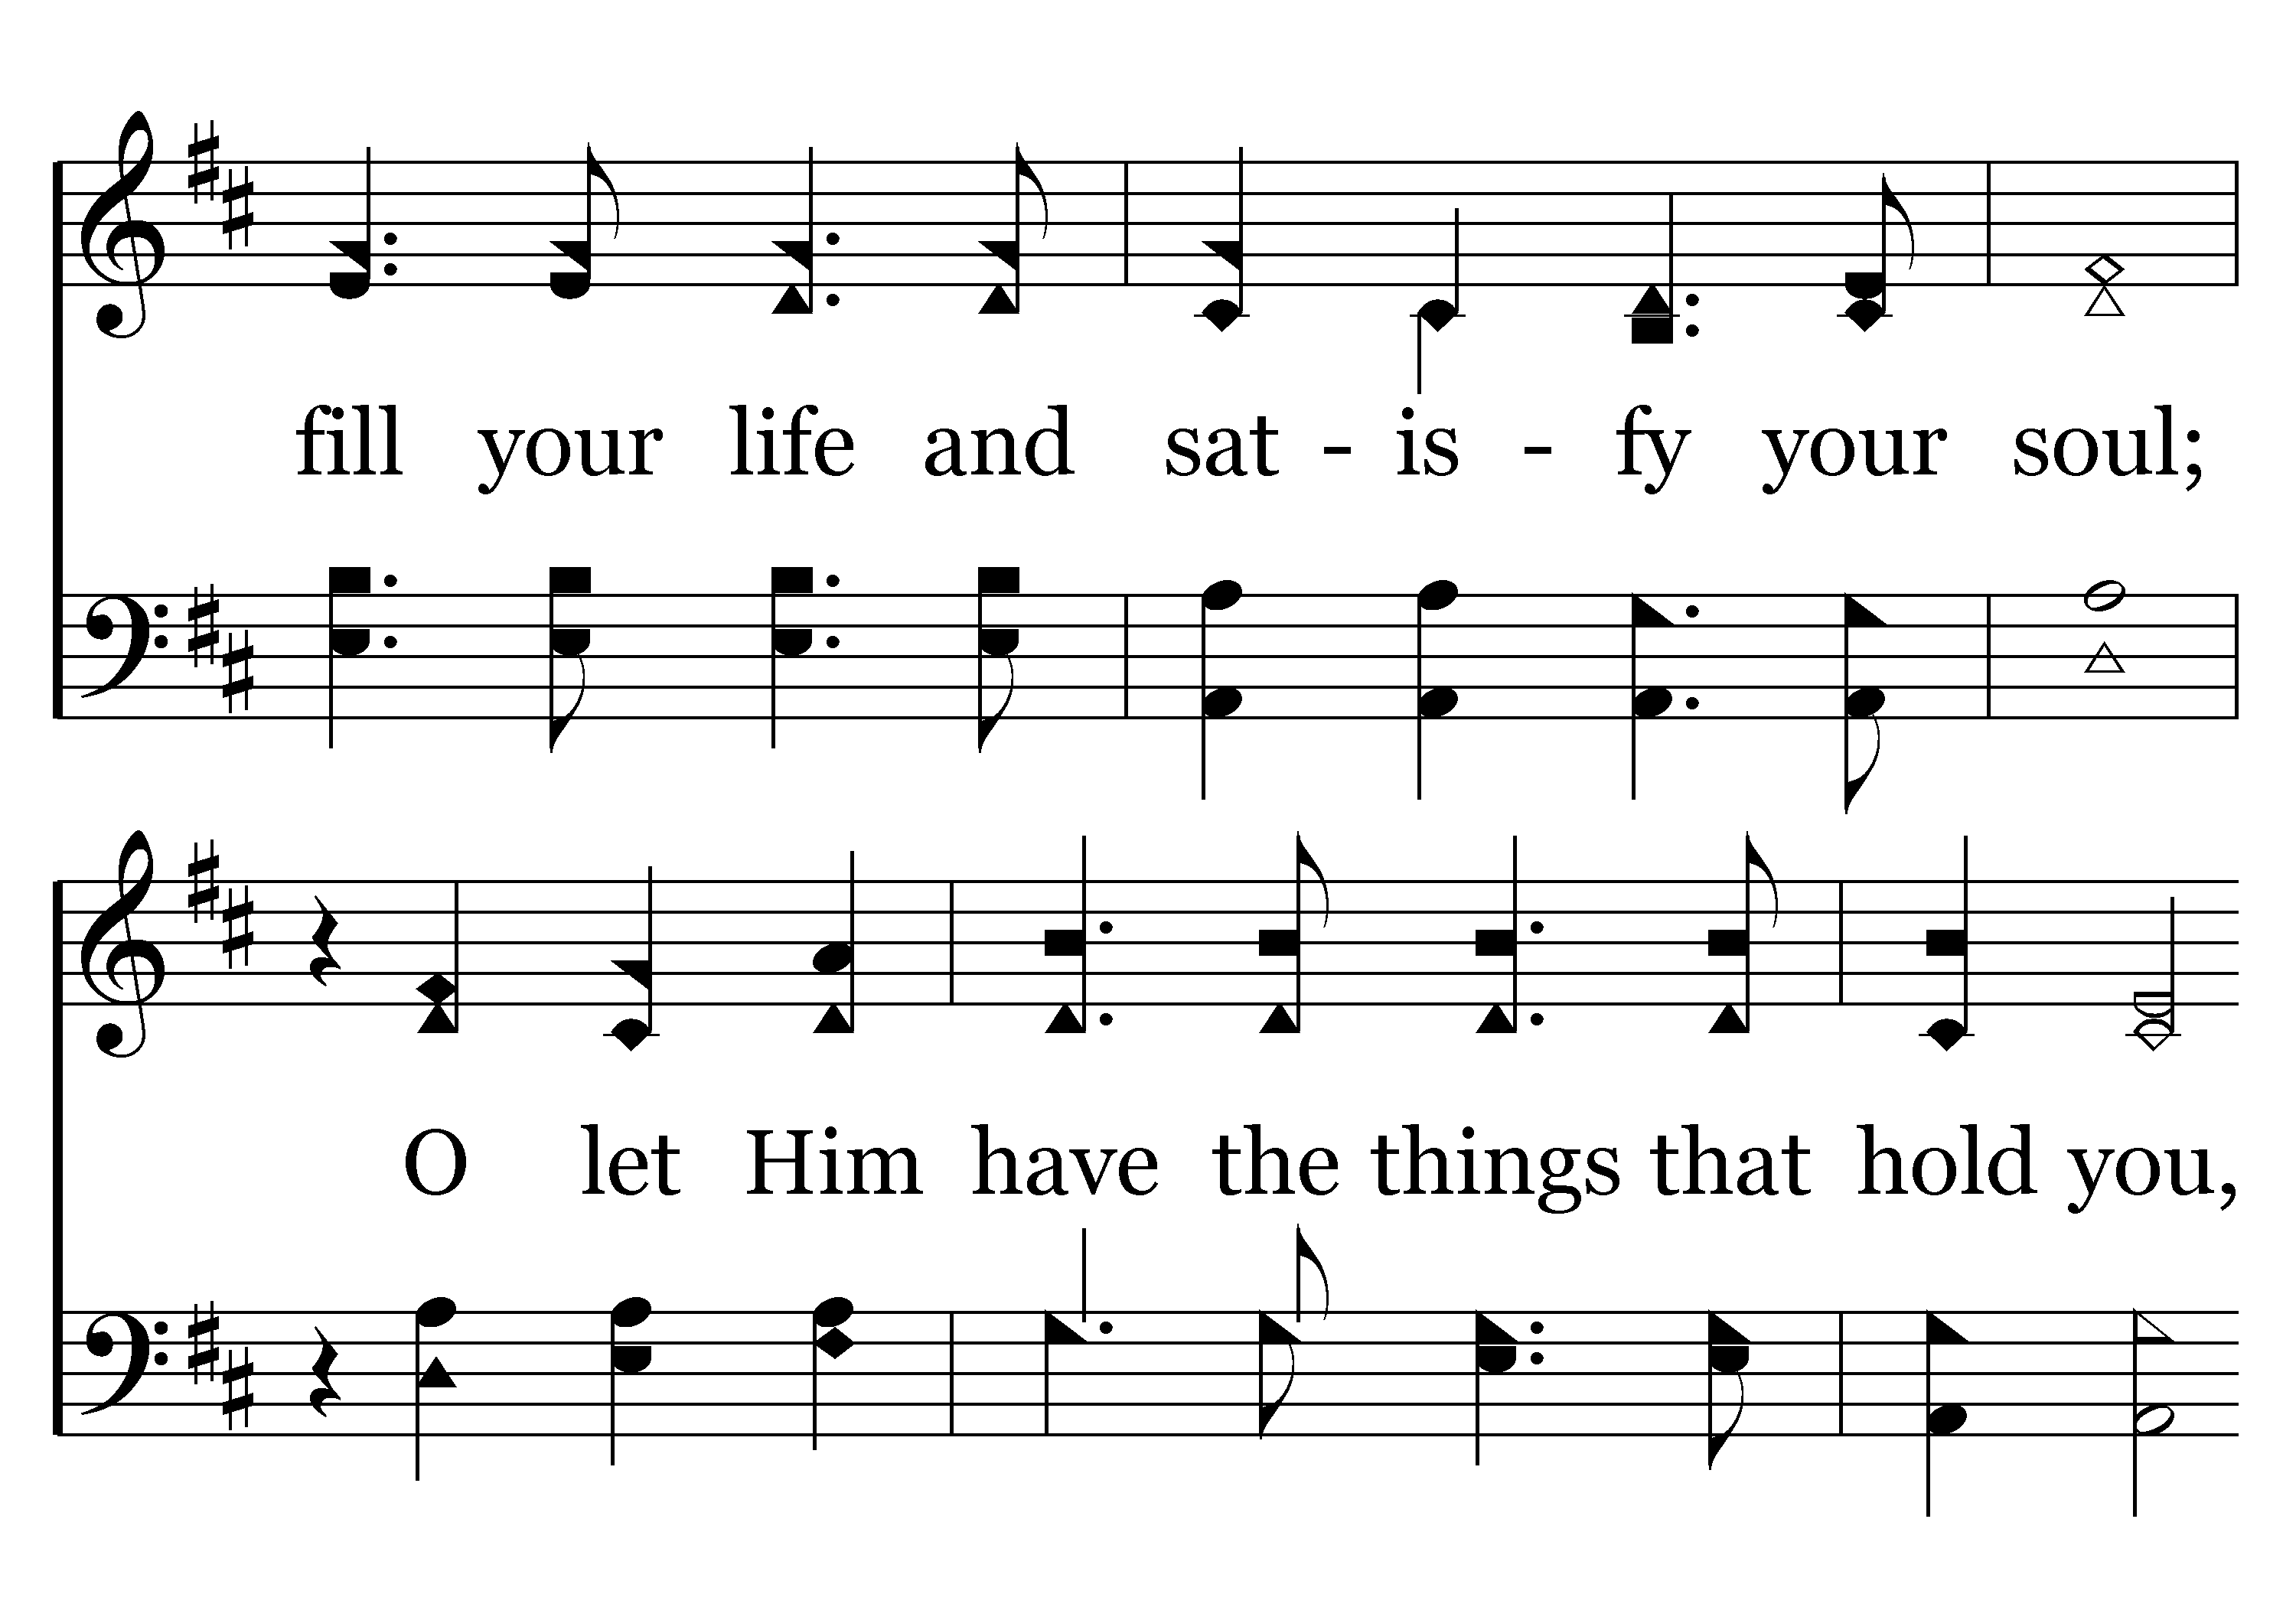 fill your life and sat - is - fy your soul;
O let Him have the things that hold you,